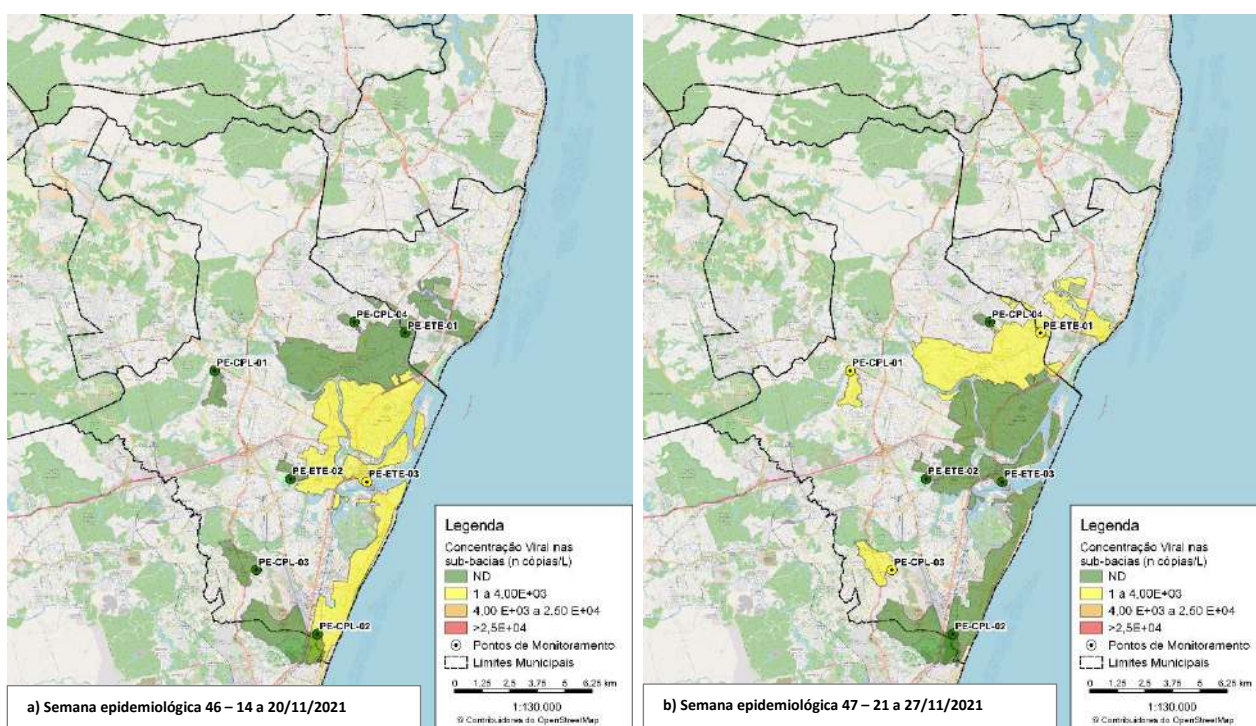 PE-CPL-04
PE-ETE-01
PE-CPL-01
PE-ETE-02
PE-ETE-03
PE-CPL-03
PE-CPL-02
Legenda
Concentração Viral nas
sub-bacias (n cópias/L)
ND
1 a 4,00E+03
4,00 E+03 a 2,50 E+04
>2,5E+04
Pontos de Monitoramento
Limites Municipais
0 1,25 2,5 3,75 5 6,25 km
1:130.000
© Contribuidores do OpenStreetMap
a) Semana epidemiológica 46 – 14 a 20/11/2021
PE-CPL-04
PE-ETE-01
PE-CPL-01
PE-ETE-02
PE-ETE-03
PE-CPL-03
PE-CPL-02
Legenda
Concentração Viral nas
sub-bacias (n cópias/L)
ND
1 a 4,00E+03
4,00 E+03 a 2,50 E+04
>2,5E+04
Pontos de Monitoramento
Limites Municipais
0 1,25 2,5 3,75 5 6,25 km
1:130.000
© Contribuidores do OpenStreetMap
b) Semana epidemiológica 47 – 21 a 27/11/2021